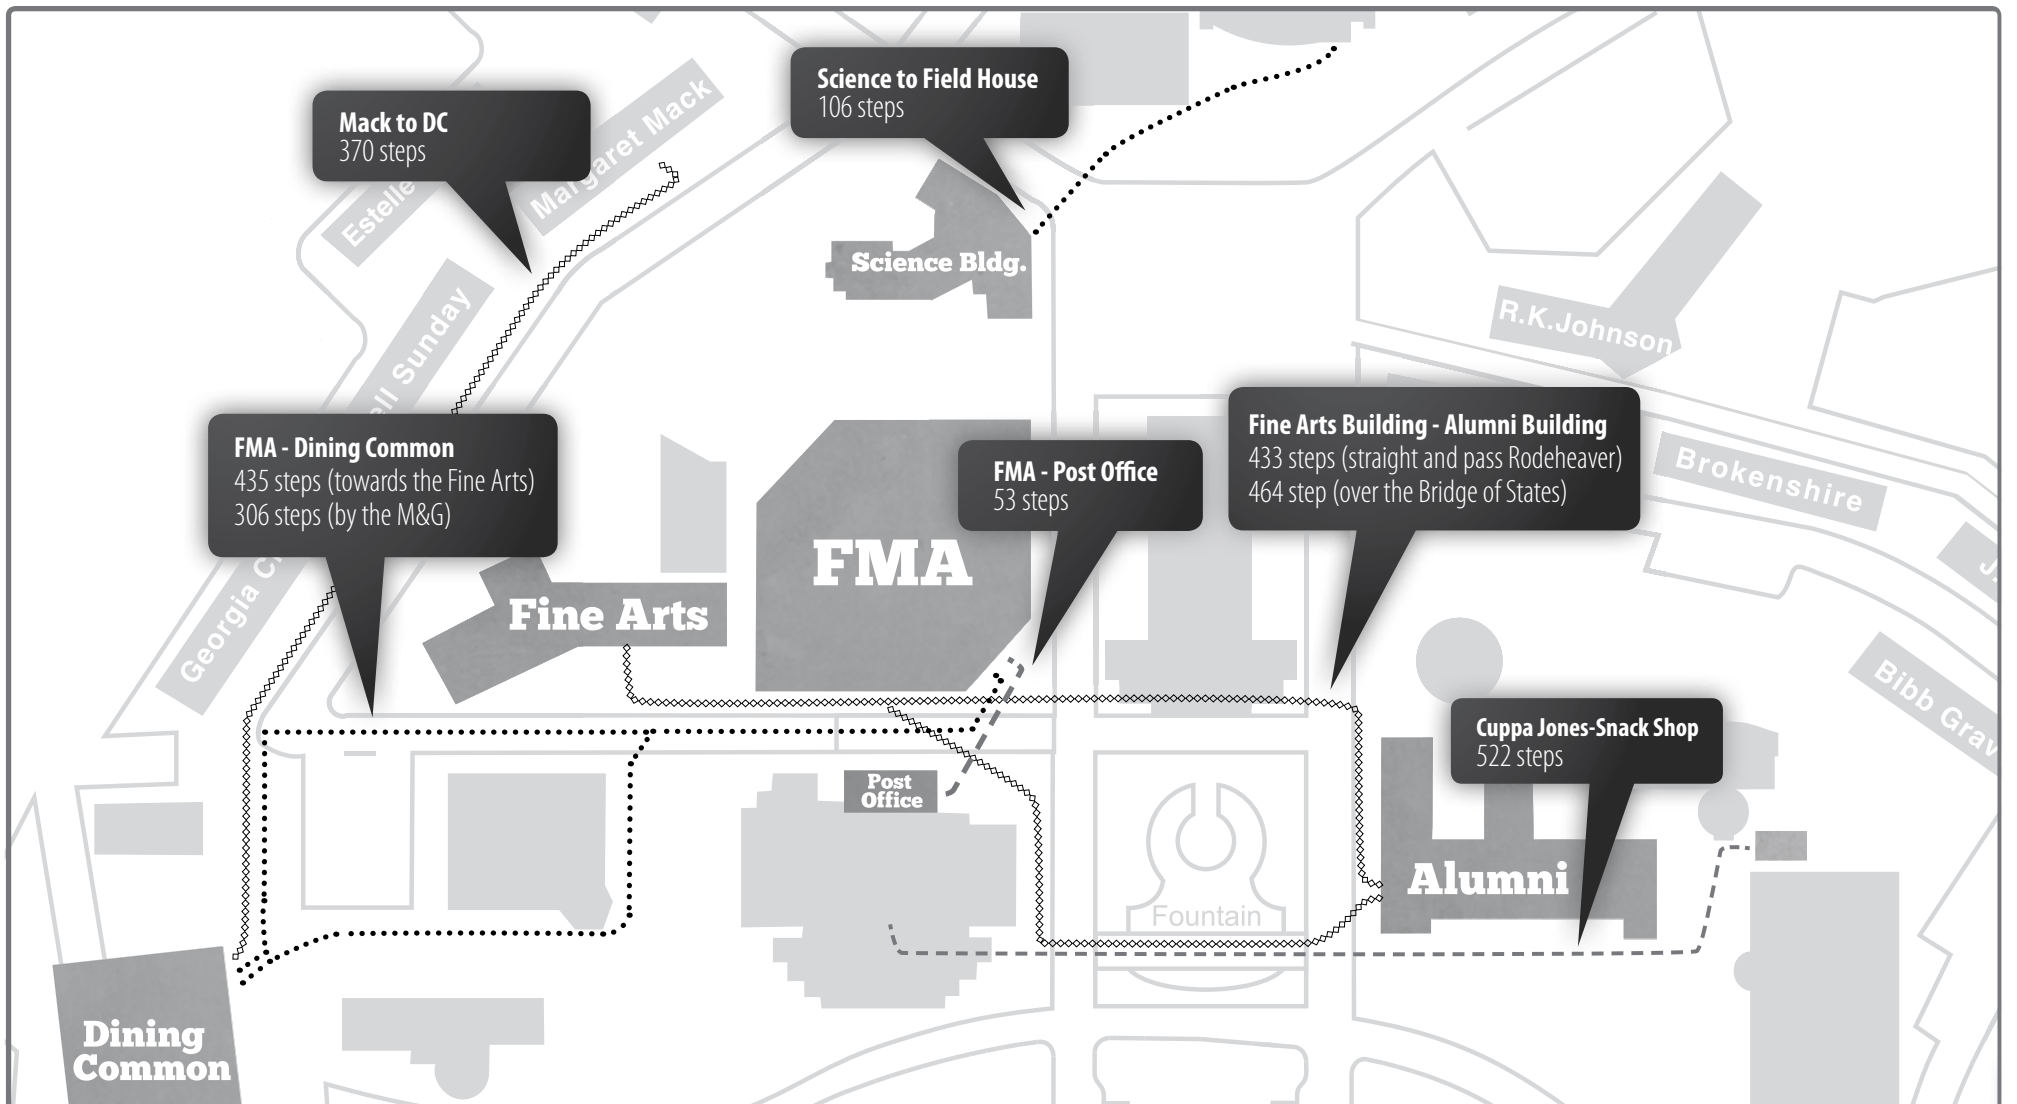 Science to Field House
106 steps
Mack to DC
370 steps
Margaret Mack
Estelle
Science Bldg.
ell Sunday
R.K.Johnson
Fine Arts Building - Alumni Building
433 steps (straight and pass Rodeheaver)
464 step (over the Bridge of States)
FMA - Dining Common
435 steps (towards the Fine Arts)
306 steps (by the M&G)
FMA - Post Office
53 steps
Brokenshire
FMA
Fine Arts
Georgia C
J.
Bibb Grav
Cuppa Jones-Snack Shop
522 steps
Post
Office
Alumni
Fountain
Dining
Common